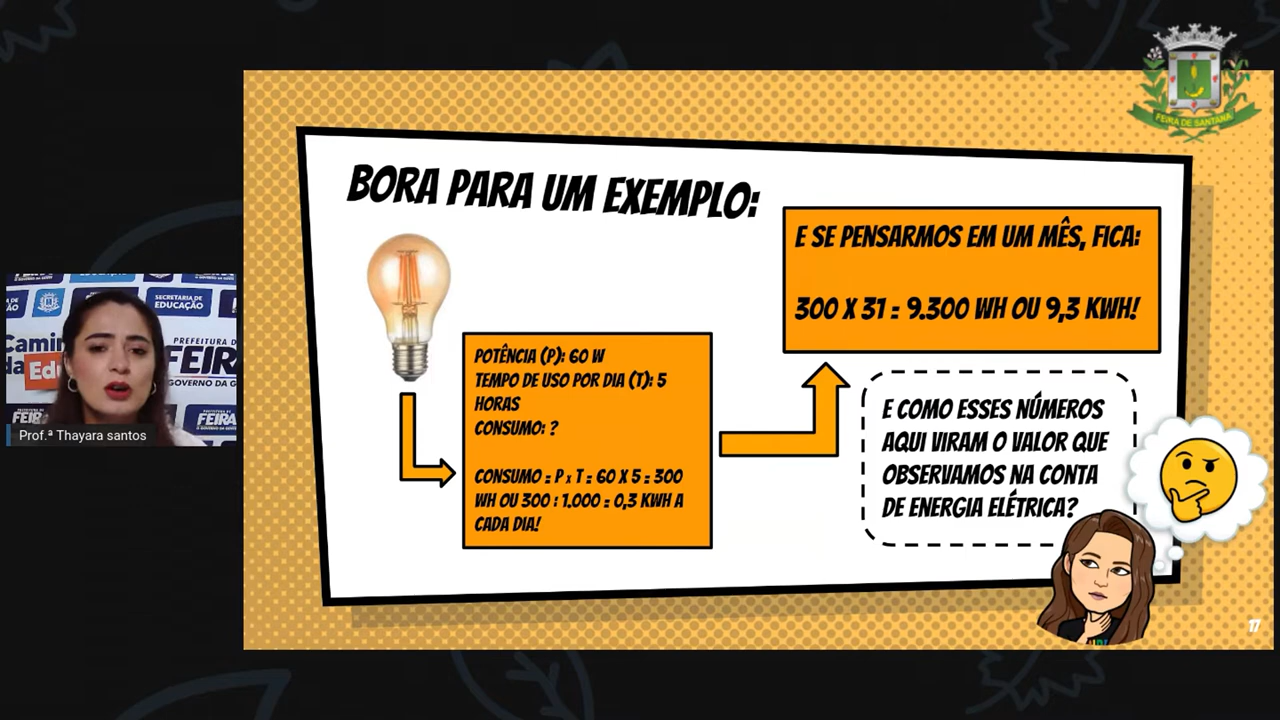 FEIRA DE SANTANA
BORA PARA UM EXEMPLO:
E SE PENSARMOS EM UM MÊS, FICA:
300 X 31 = 9.300 WH OU 9,3 KWH!
POTÊNCIA (P): 60 W
TEMPO DE USO POR DIA (T): 5
HORAS
CONSUMO: ?
CONSUMO = P x T = 60 X 5 = 300
WH OU 300 : 1.000 = 0,3 KWH A
CADA DIA!
E COMO ESSES NÚMEROS
AQUI VIRAM O VALOR QUE
OBSERVAMOS NA CONTA
DE ENERGIA ELÉTRICA?
SECRETARIA DE
EDUCAÇÃO
PREFEITURA
FEIRA
GOVERNO DA
Prof.ª Thayara santos
17